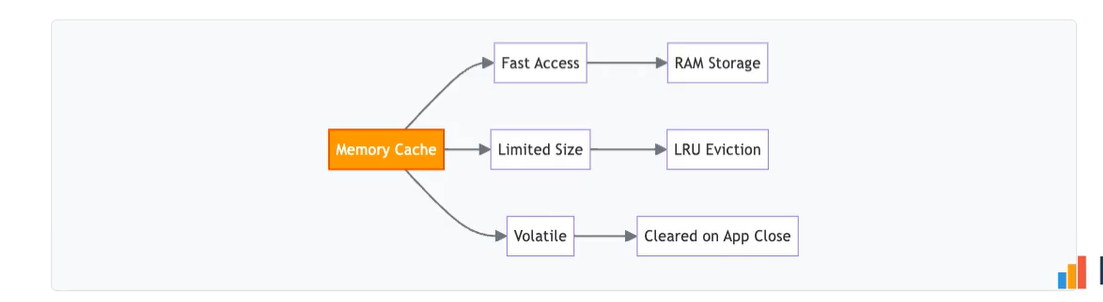 Fast Access
RAM Storage
Memory Cache
Limited Size
LRU Eviction
Volatile
Cleared on App Close